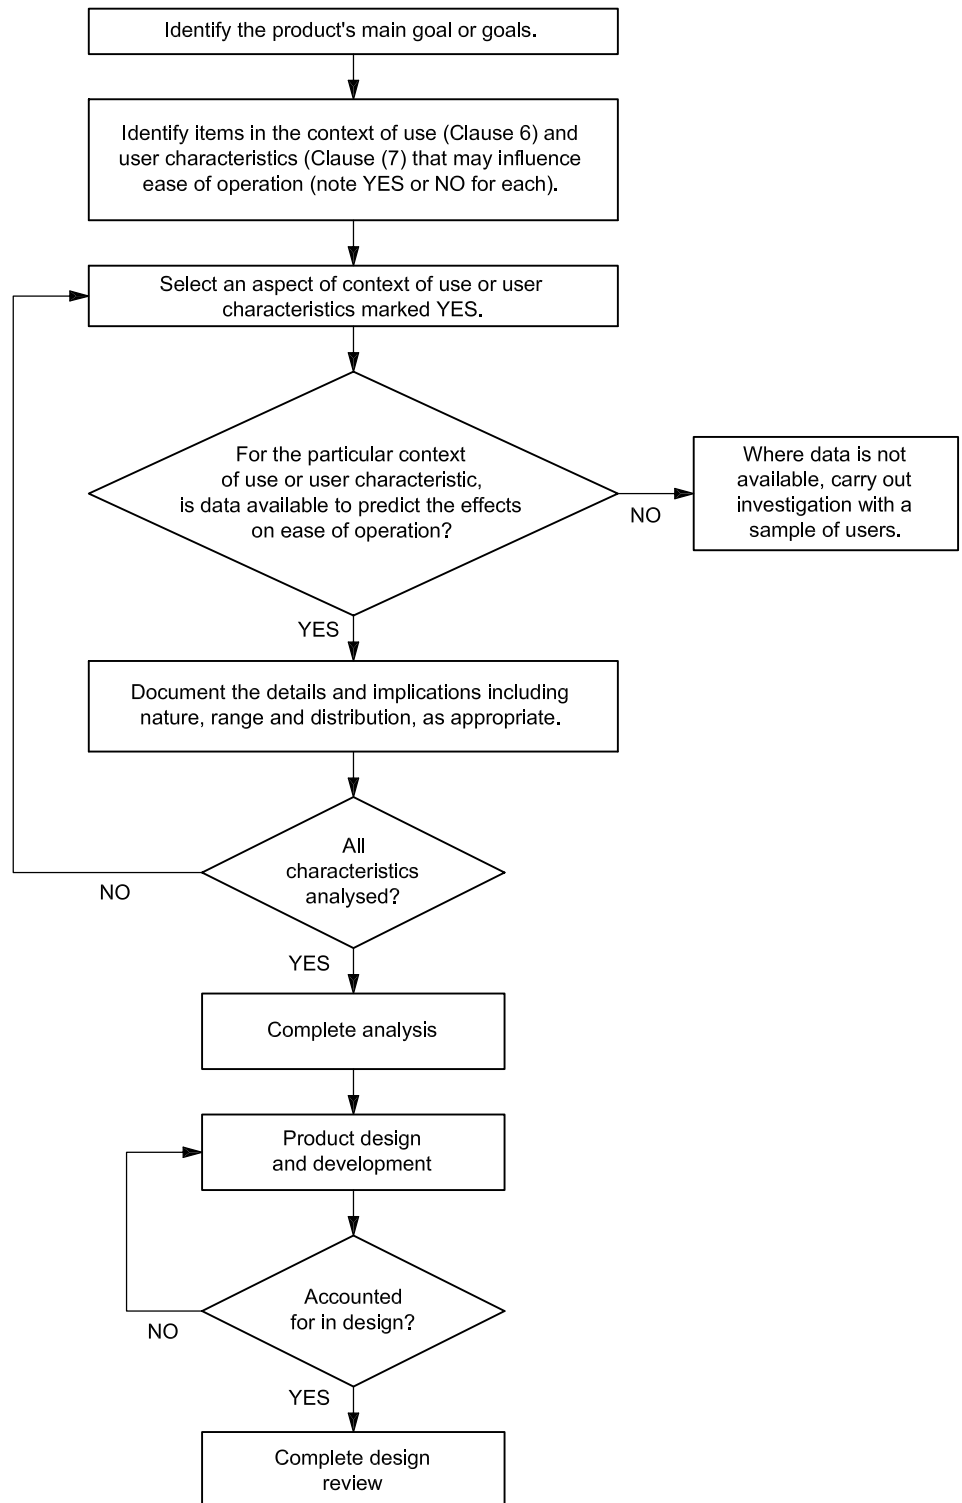 Identify the product's main goal or goals.
Identify items in the context of use (Clause 6) and
user characteristics (Clause (7) that may influence
ease of operation (note YES or NO for each).
Select an aspect of context of use or user
characteristics marked YES.
For the particular context
of use or user characteristic,
is data available to predict the effects
on ease of operation?
NO
Where data is not
available, carry out
investigation with a
sample of users.
YES
Document the details and implications including
nature, range and distribution, as appropriate.
All
characteristics
analysed?
NO
YES
Complete analysis
Product design
and development
Accounted
for in design?
NO
YES
Complete design
review